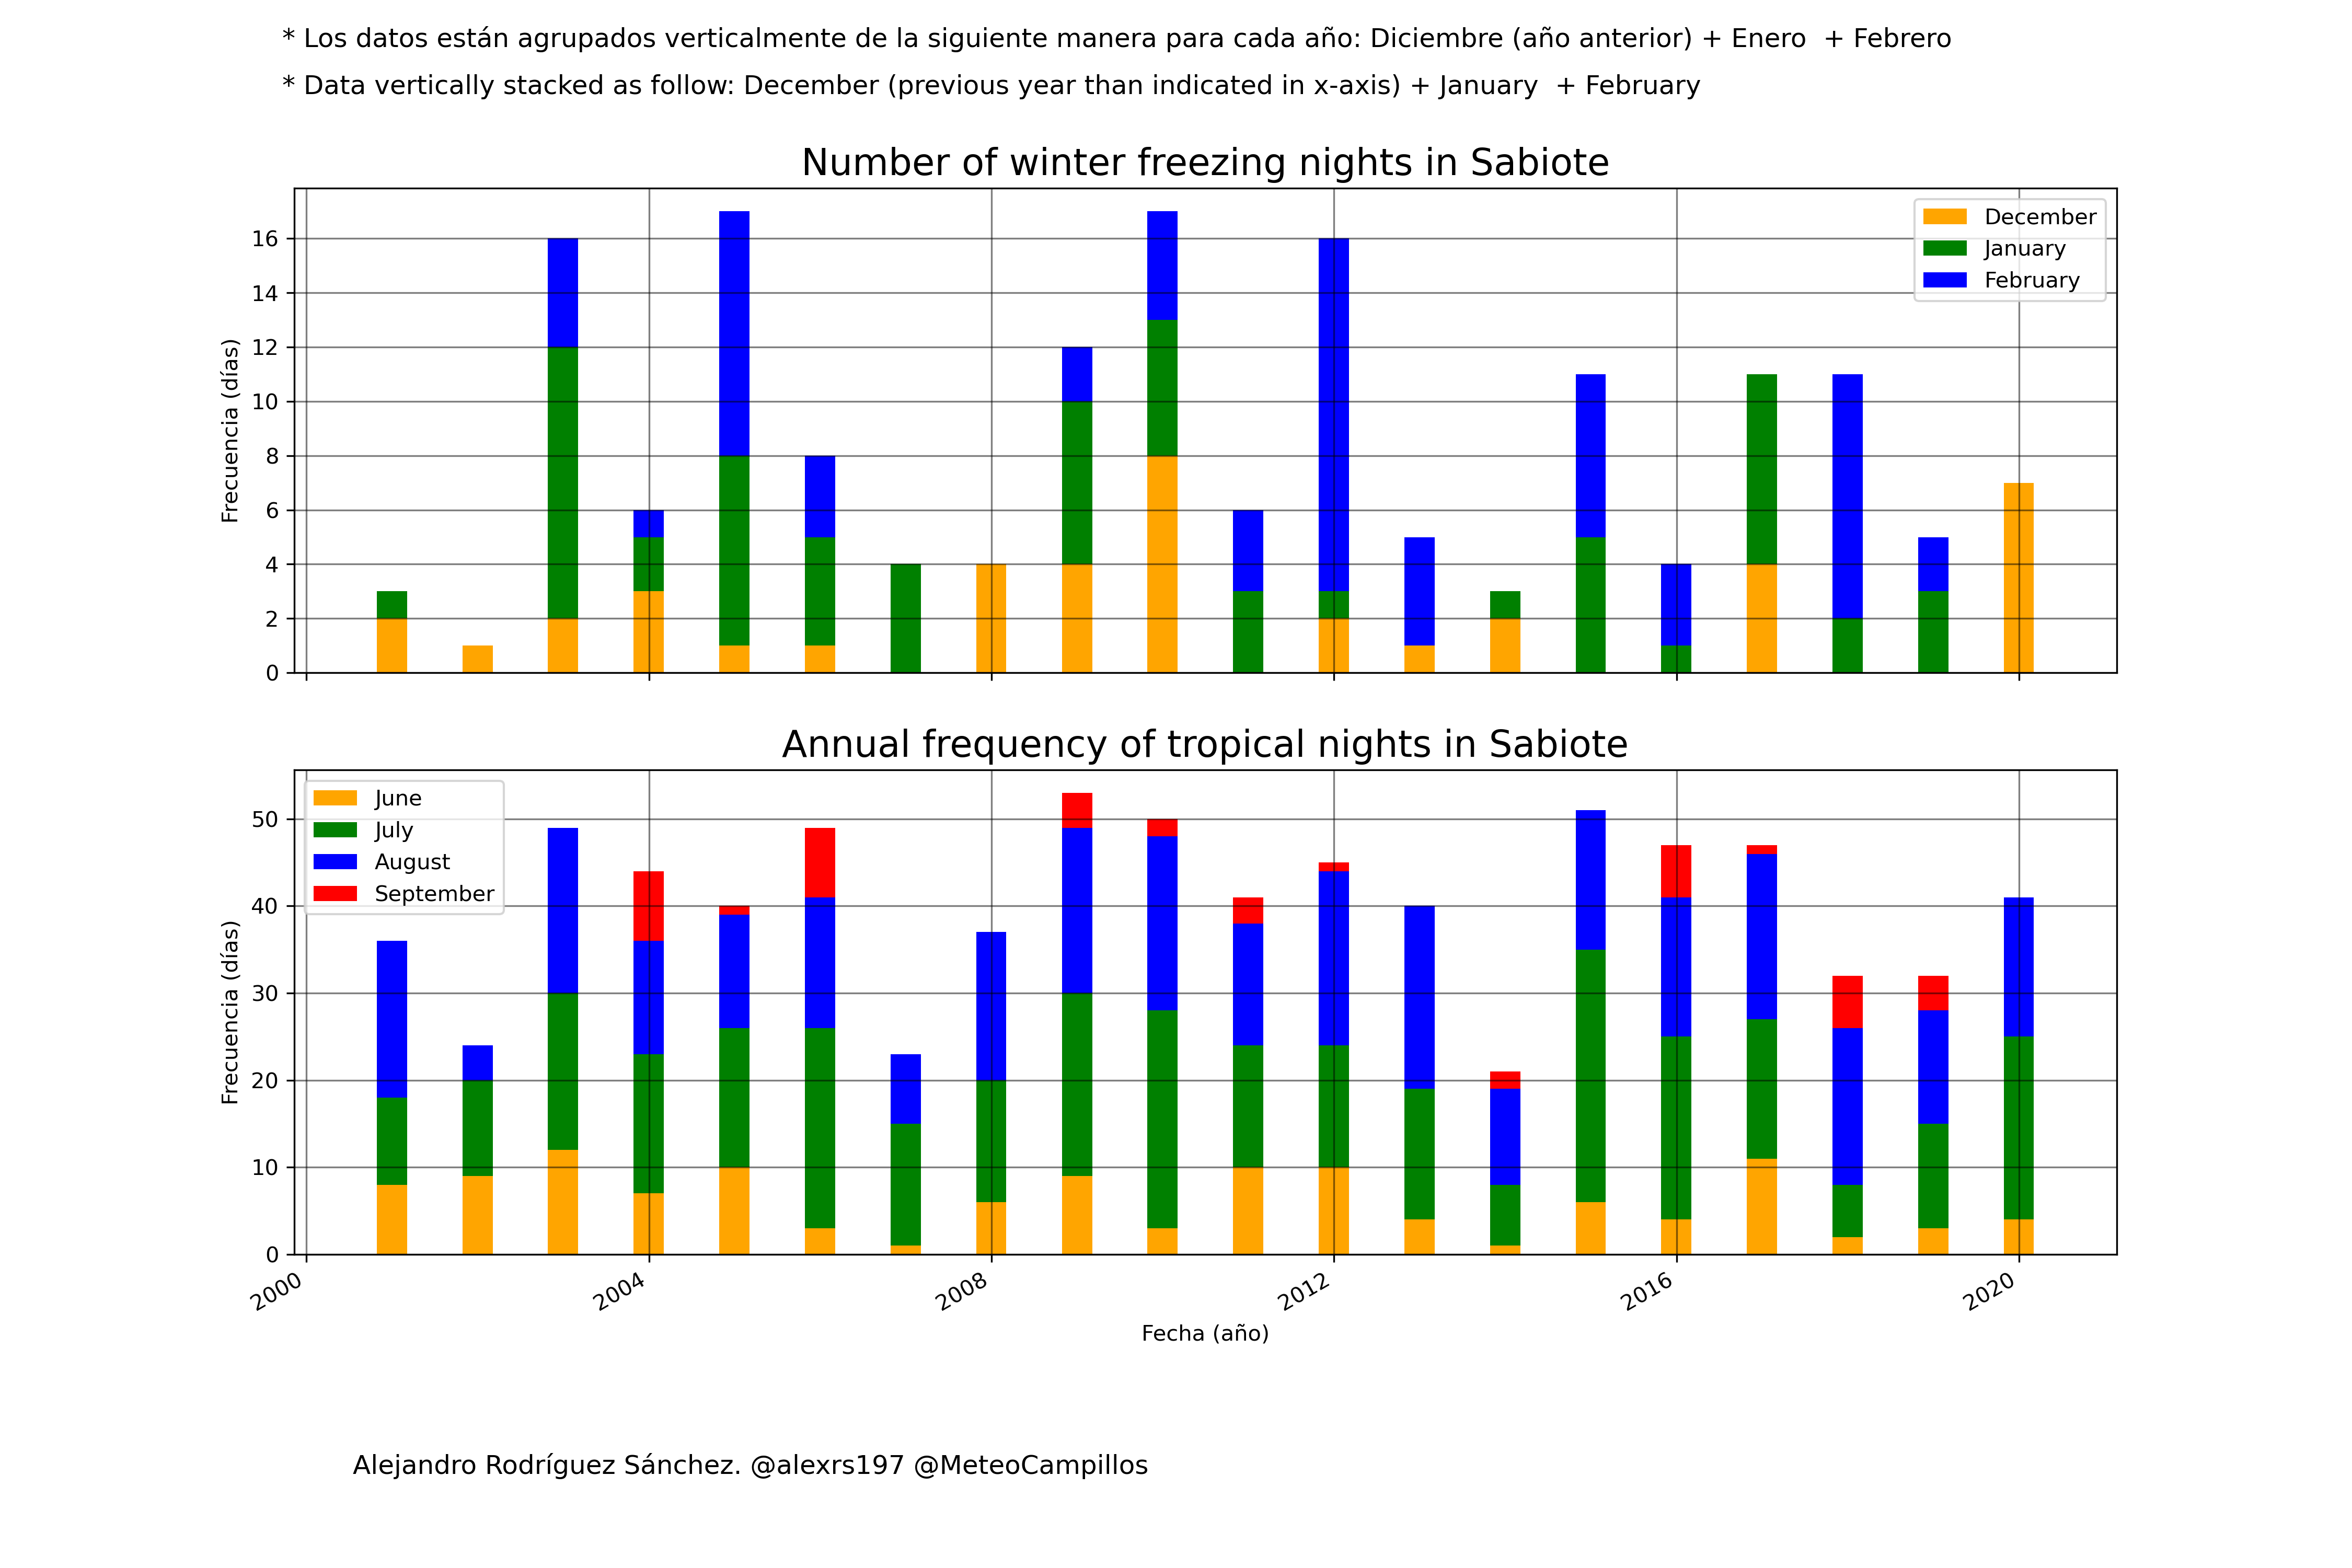 * Los datos están agrupados verticalmente de la siguiente manera para cada año: Diciembre (año anterior) + Enero  + Febrero
* Data vertically stacked as follow: December (previous year than indicated in x-axis) + January  + February
Number of winter freezing nights in Sabiote
Frecuencia (días)
16
14
12
10
8
6
4
2
0
December
January
February
Annual frequency of tropical nights in Sabiote
Frecuencia (días)
50
40
30
20
10
0
June
July
August
September
2000
2004
2008
2012
2016
2020
Fecha (año)
Alejandro Rodríguez Sánchez. @alexrs197 @MeteoCampillos